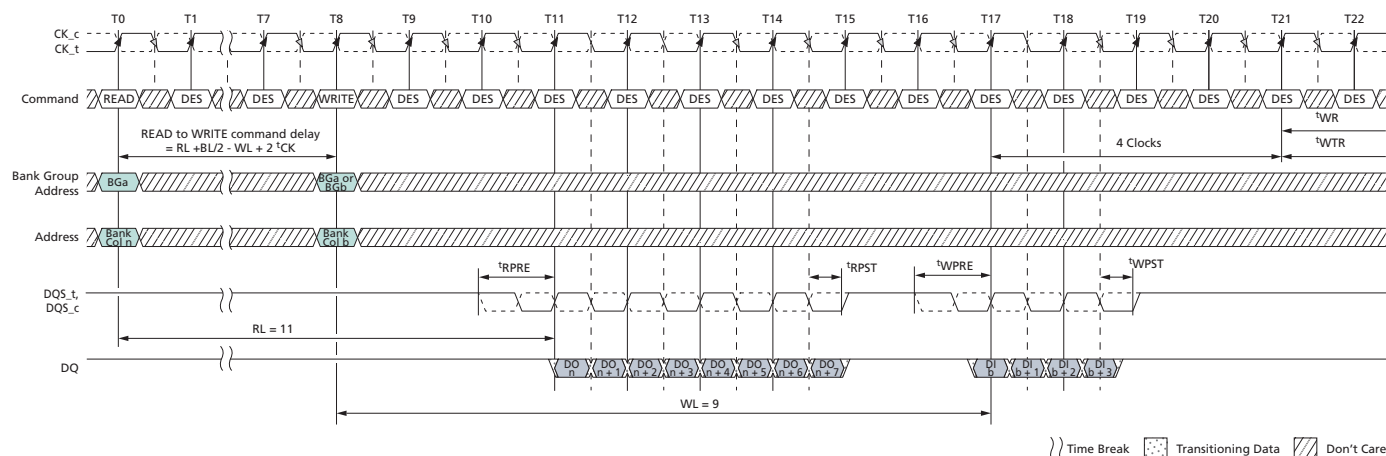 T0 T1 T7 T8 T9 T10 T11 T12 T13 T14 T15 T16 T17 T18 T19 T20 T21 T22
CK_c
CK_t
Command READ DES DES WRITE DES DES DES DES DES DES DES DES DES DES DES DES DES DES
tWR
READ to WRITE command delay
= RL +BL/2 - WL + 2 tCK
4 Clocks
tWTR
Bank Group
Address
BGa
BGa or
BGb
Address
Bank
Col n
Bank
Col b
tRPRE tRPST tWPRE tWPST
DQS_t,
DQS_c
RL = 11
DQ
DO
n
DO
n + 1
DO
n + 2
DO
n + 3
DO
n + 4
DO
n + 5
DO
n + 6
DO
n + 7
DI
b
DI
b + 1
DI
b + 2
DI
b + 3
WL = 9
Time Break Transitioning Data Don't Care